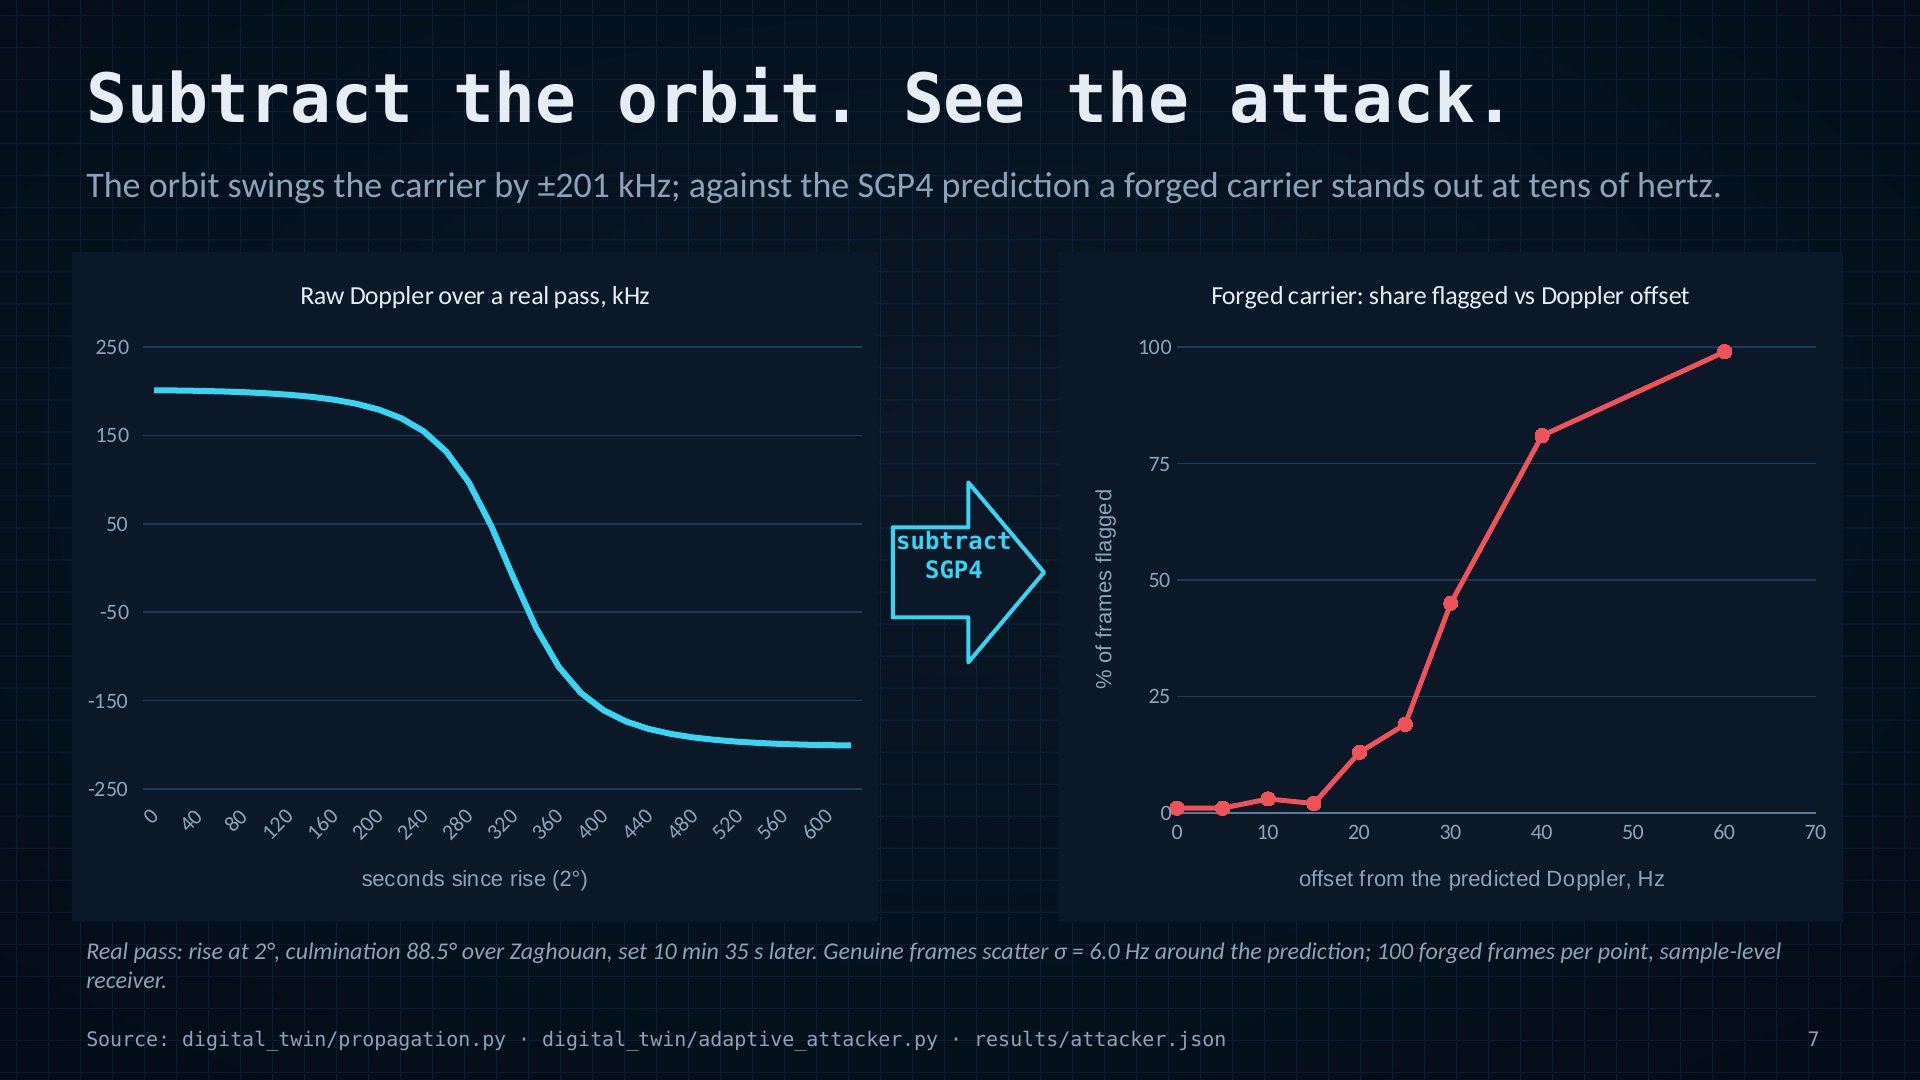 Subtract the orbit. See the attack.
The orbit swings the carrier by ±201 kHz; against the SGP4 prediction a forged carrier stands out at tens of hertz.
Raw Doppler over a real pass, kHz
250
150
50
-50
-150
-250
0 40 80 120 160 200 240 280 320 360 400 440 480 520 560 600
seconds since rise (2°)
subtract
SGP4
Forged carrier: share flagged vs Doppler offset
% of frames flagged
100
75
50
25
0
0 10 20 30 40 50 60 70
offset from the predicted Doppler, Hz
Real pass: rise at 2°, culmination 88.5° over Zaghouan, set 10 min 35 s later. Genuine frames scatter σ = 6.0 Hz around the prediction; 100 forged frames per point, sample-level
receiver.
Source: digital_twin/propagation.py · digital_twin/adaptive_attacker.py · results/attacker.json
7